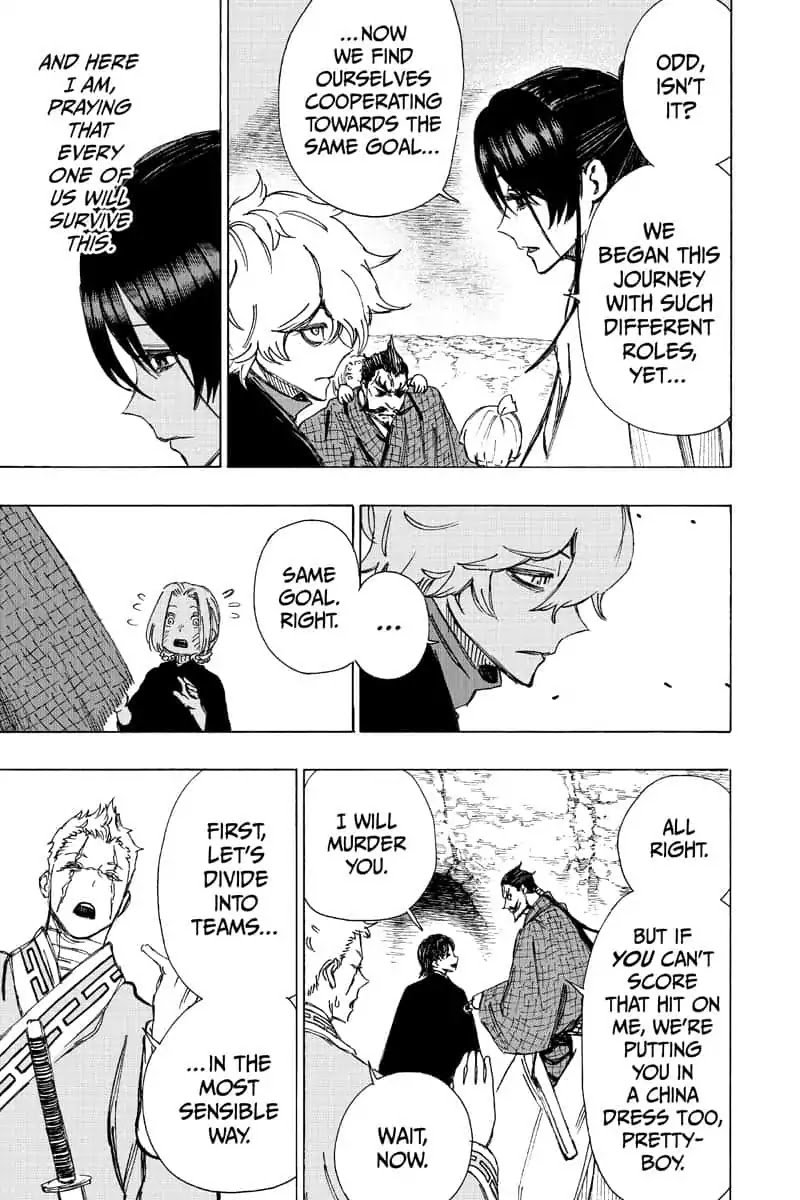 ODD,
ISN'T
IT?
WE
BEGAN THIS
JOURNEY
WITH SUCH
DIFFERENT
ROLES,
YET...
...NOW
WE FIND
OURSELVES
COOPERATING
TOWARDS THE
SAME GOAL...
AND HERE
I AM,
PRAYING
THAT
EVERY
ONE OF
US WILL
SURVIVE
THIS.
...
SAME
GOAL.
RIGHT.
ALL
RIGHT.
BUT IF
YOU CAN'T
SCORE
THAT HIT ON
ME, WE'RE
PUTTING
YOU IN
A CHINA
DRESS TOO,
PRETTY-
BOY.
I WILL
MURDER
YOU.
WAIT,
NOW.
FIRST,
LET'S
DIVIDE
INTO
TEAMS...
...IN THE
MOST
SENSIBLE
WAY.